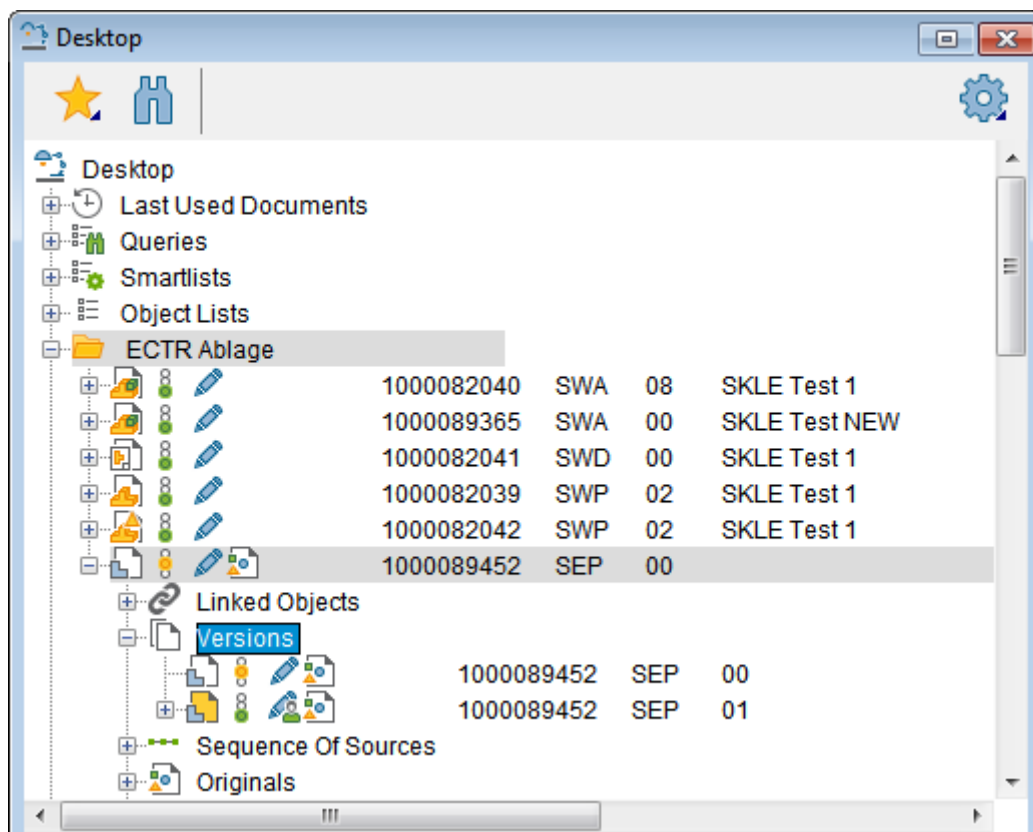 Desktop
Desktop
Last Used Documents
Queries
Smartlists
Object Lists
ECTR Ablage
1000082040 SWA 08 SKLE Test 1
1000089365 SWA 00 SKLE Test NEW
1000082041 SWD 00 SKLE Test 1
1000082039 SWP 02 SKLE Test 1
1000082042 SWP 02 SKLE Test 1
1000089452 SEP 00
Linked Objects
Versions
1000089452 SEP 00
1000089452 SEP 01
Sequence Of Sources
Originals